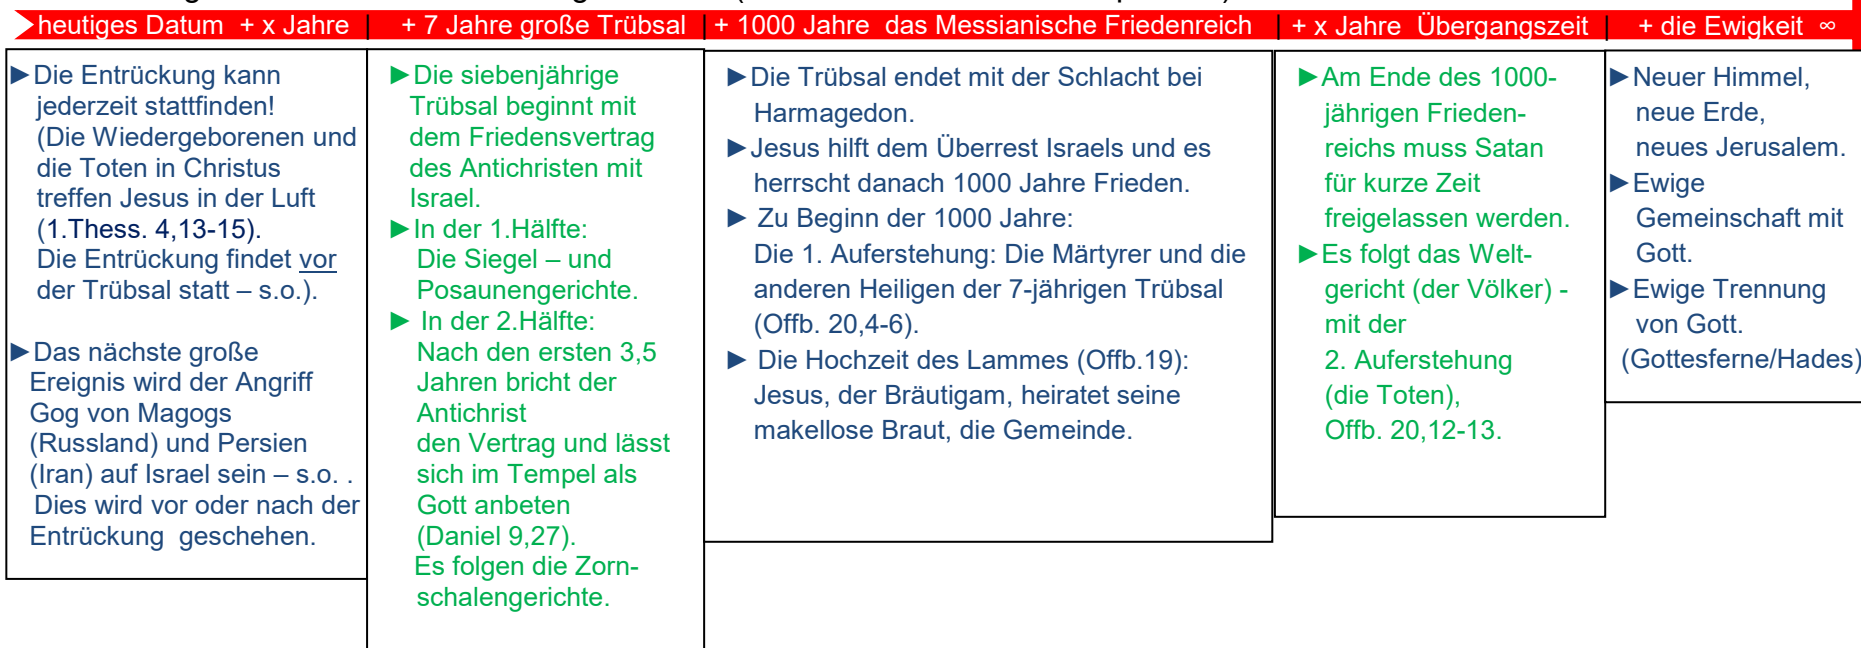 heutiges Datum + x Jahre | + 7 Jahre große Trübsal | + 1000 Jahre das Messianische Friedenreich | + x Jahre Übergangszeit | + die Ewigkeit ∞
►Die Entrückung kann
jederzeit stattfinden!
(Die Wiedergeborenen und
die Toten in Christus
treffen Jesus in der Luft
(1.Thess. 4,13-15).
Die Entrückung findet vor
der Trübsal statt – s.o.).
►Das nächste große
Ereignis wird der Angriff
Gog von Magogs
(Russland) und Persien
(Iran) auf Israel sein – s.o. .
Dies wird vor oder nach der
Entrückung geschehen.
►Die siebenjährige
Trübsal beginnt mit
dem Friedensvertrag
des Antichristen mit
Israel.
►In der 1.Hälfte:
Die Siegel – und
Posaunengerichte.
► In der 2.Hälfte:
Nach den ersten 3,5
Jahren bricht der
Antichrist
den Vertrag und lässt
sich im Tempel als
Gott anbeten
(Daniel 9,27).
Es folgen die Zorn-
schalengerichte.
►Die Trübsal endet mit der Schlacht bei
Harmagedon.
►Jesus hilft dem Überrest Israels und es
herrscht danach 1000 Jahre Frieden.
► Zu Beginn der 1000 Jahre:
Die 1. Auferstehung: Die Märtyrer und die
anderen Heiligen der 7-jährigen Trübsal
(Offb. 20,4-6).
► Die Hochzeit des Lammes (Offb.19):
Jesus, der Bräutigam, heiratet seine
makellose Braut, die Gemeinde.
►Am Ende des 1000-
jährigen Frieden-
reichs muss Satan
für kurze Zeit
freigelassen werden.
►Es folgt das Welt-
gericht (der Völker) -
mit der
2. Auferstehung
(die Toten),
Offb. 20,12-13.
►Neuer Himmel,
neue Erde,
neues Jerusalem.
►Ewige
Gemeinschaft mit
Gott.
►Ewige Trennung
von Gott.
(Gottesferne/Hades)